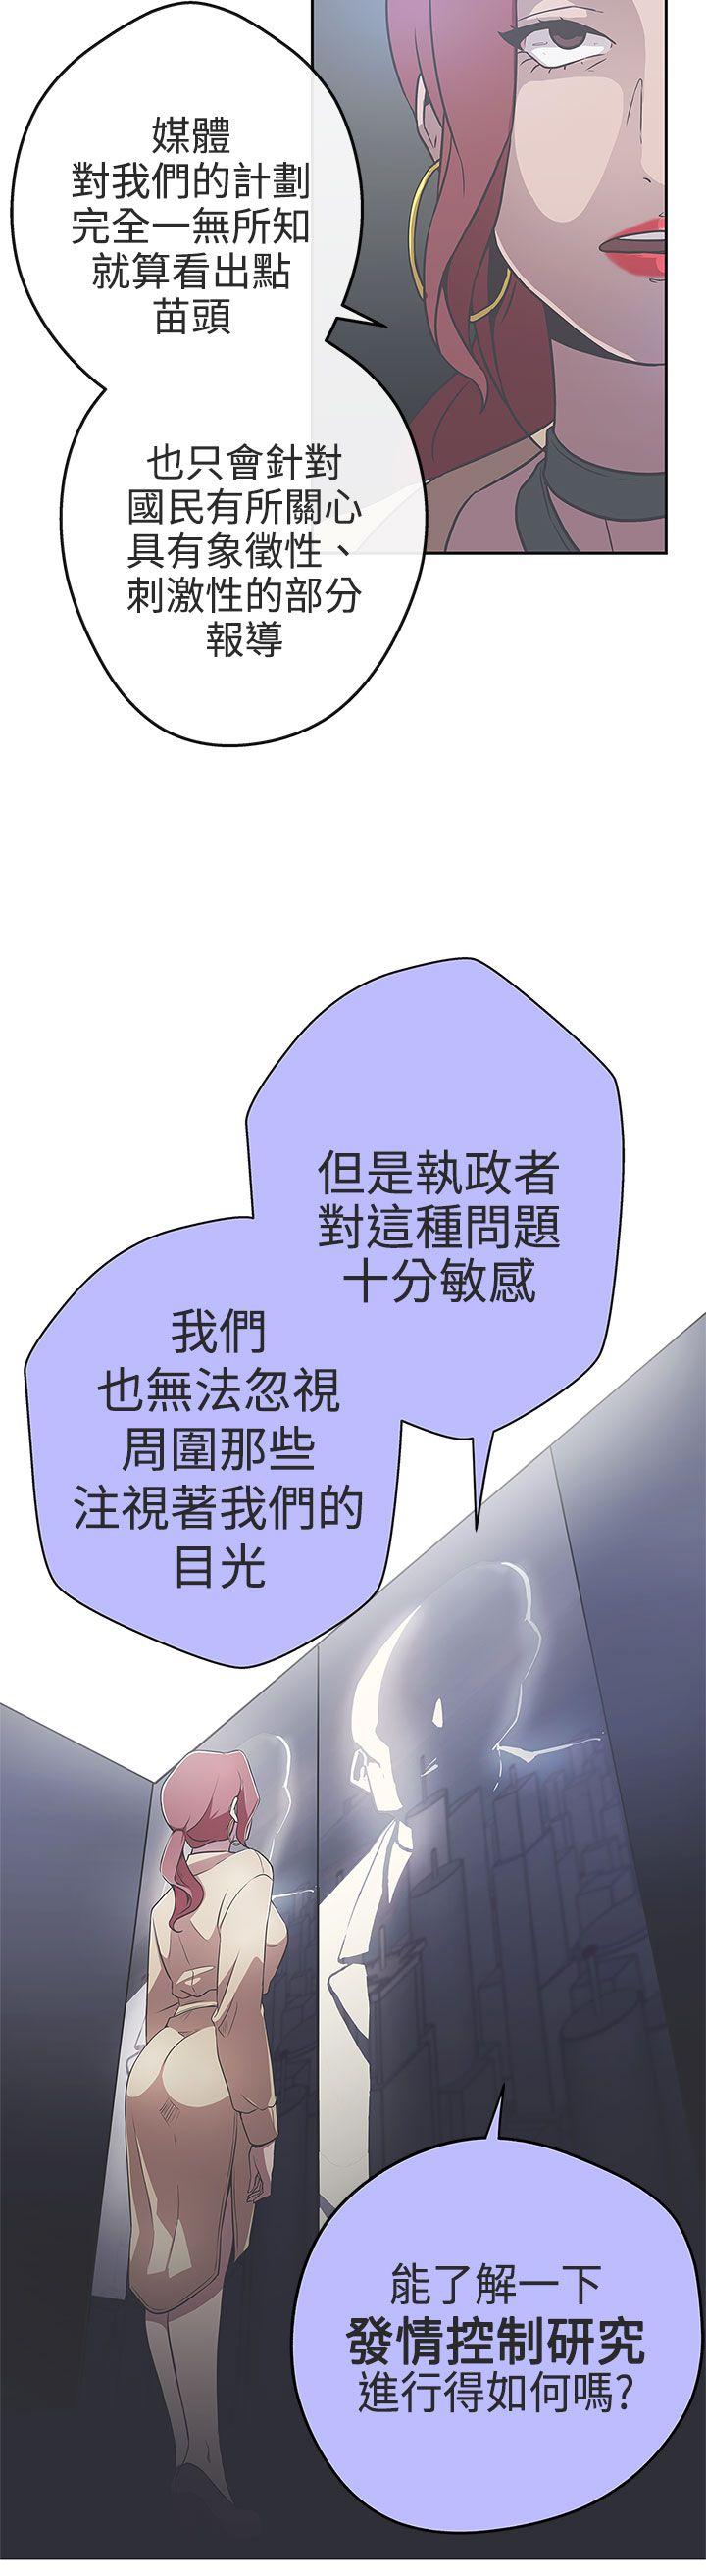 媒體
對我們的計劃
完全一無所知
就算看出點
苗頭
也只會針對
國民有所關心
具有象徵性、
刺激性的部分
報導
但是執政者
對這種問題
十分敏感
我們
也無法忽視
周圍那些
注視著我們的
目光
能了解一下
發情控制研究
進行得如何嗎?